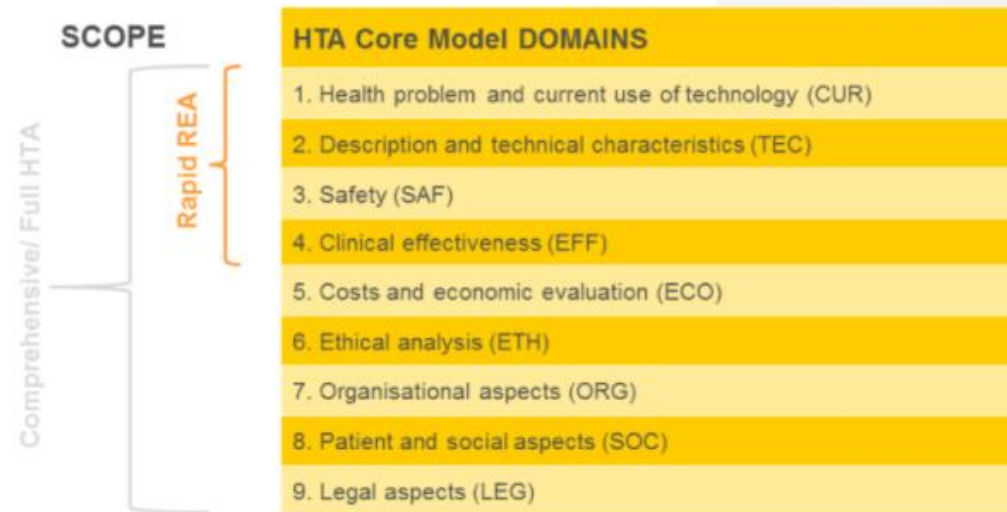 SCOPE
HTA Core Model DOMAINS
Comprehensive/ Full HTA
Rapid REA
1. Health problem and current use of technology (CUR)
2. Description and technical characteristics (TEC)
3. Safety (SAF)
4. Clinical effectiveness (EFF)
5. Costs and economic evaluation (ECO)
6. Ethical analysis (ETH)
7. Organisational aspects (ORG)
8. Patient and social aspects (SOC)
9. Legal aspects (LEG)